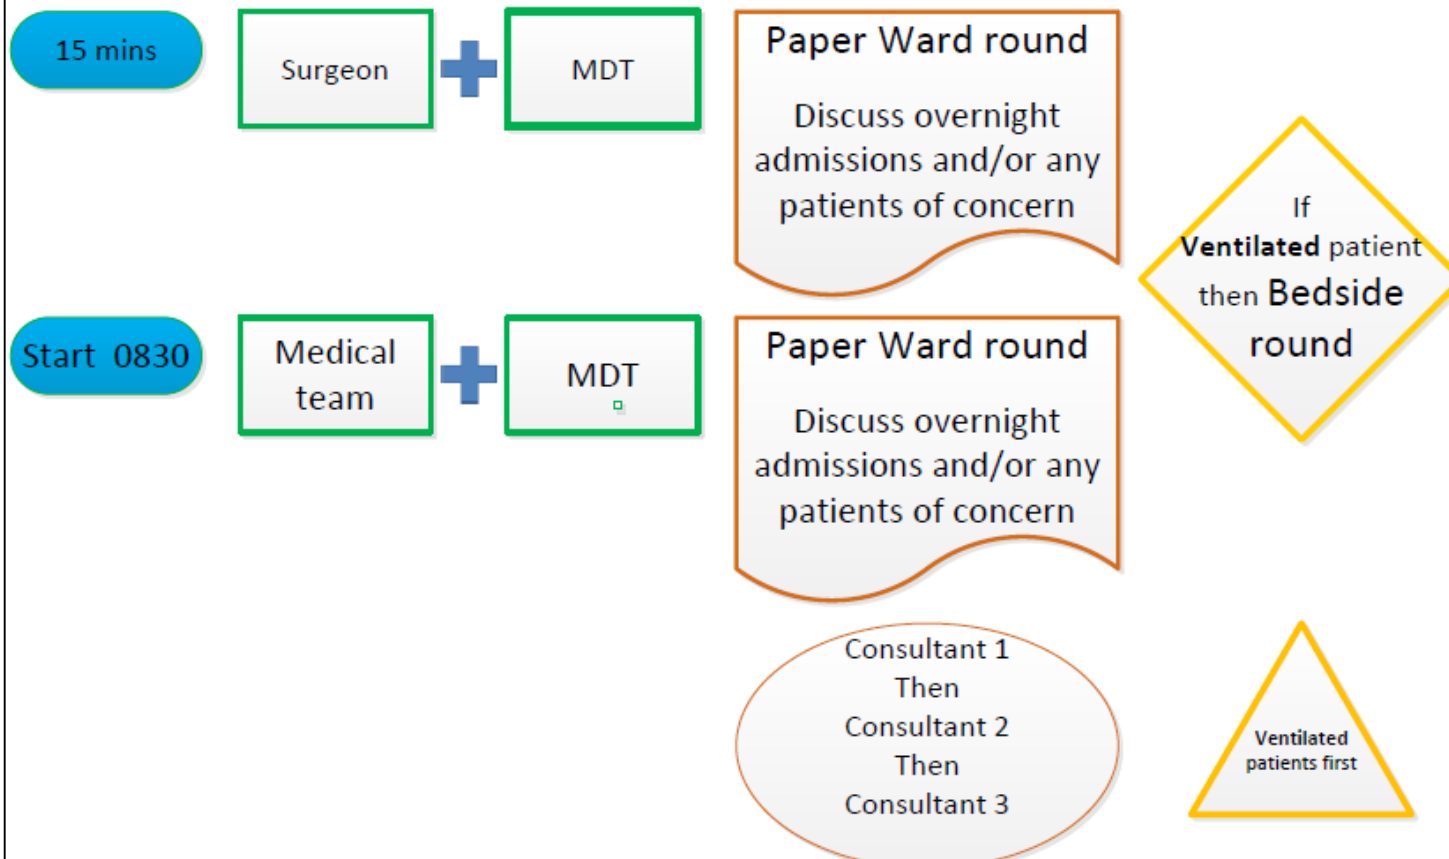 15 mins
Surgeon
MDT
Paper Ward round
Discuss overnight
admissions and/or any
patients of concern
If
Ventilated patient
then Bedside
round
Start 0830
Medical
team
MDT
Paper Ward round
Discuss overnight
admissions and/or any
patients of concern
Consultant 1
Then
Consultant 2
Then
Consultant 3
Ventilated
patients first